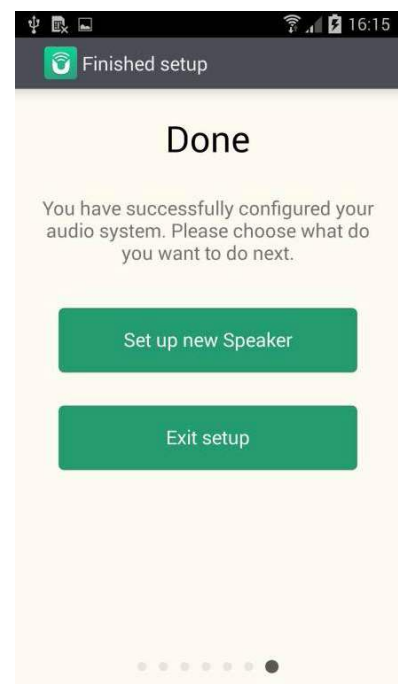 16:15
Finished setup
Done
You have successfully configured your
audio system. Please choose what do
you want to do next.
Set up new Speaker
Exit setup